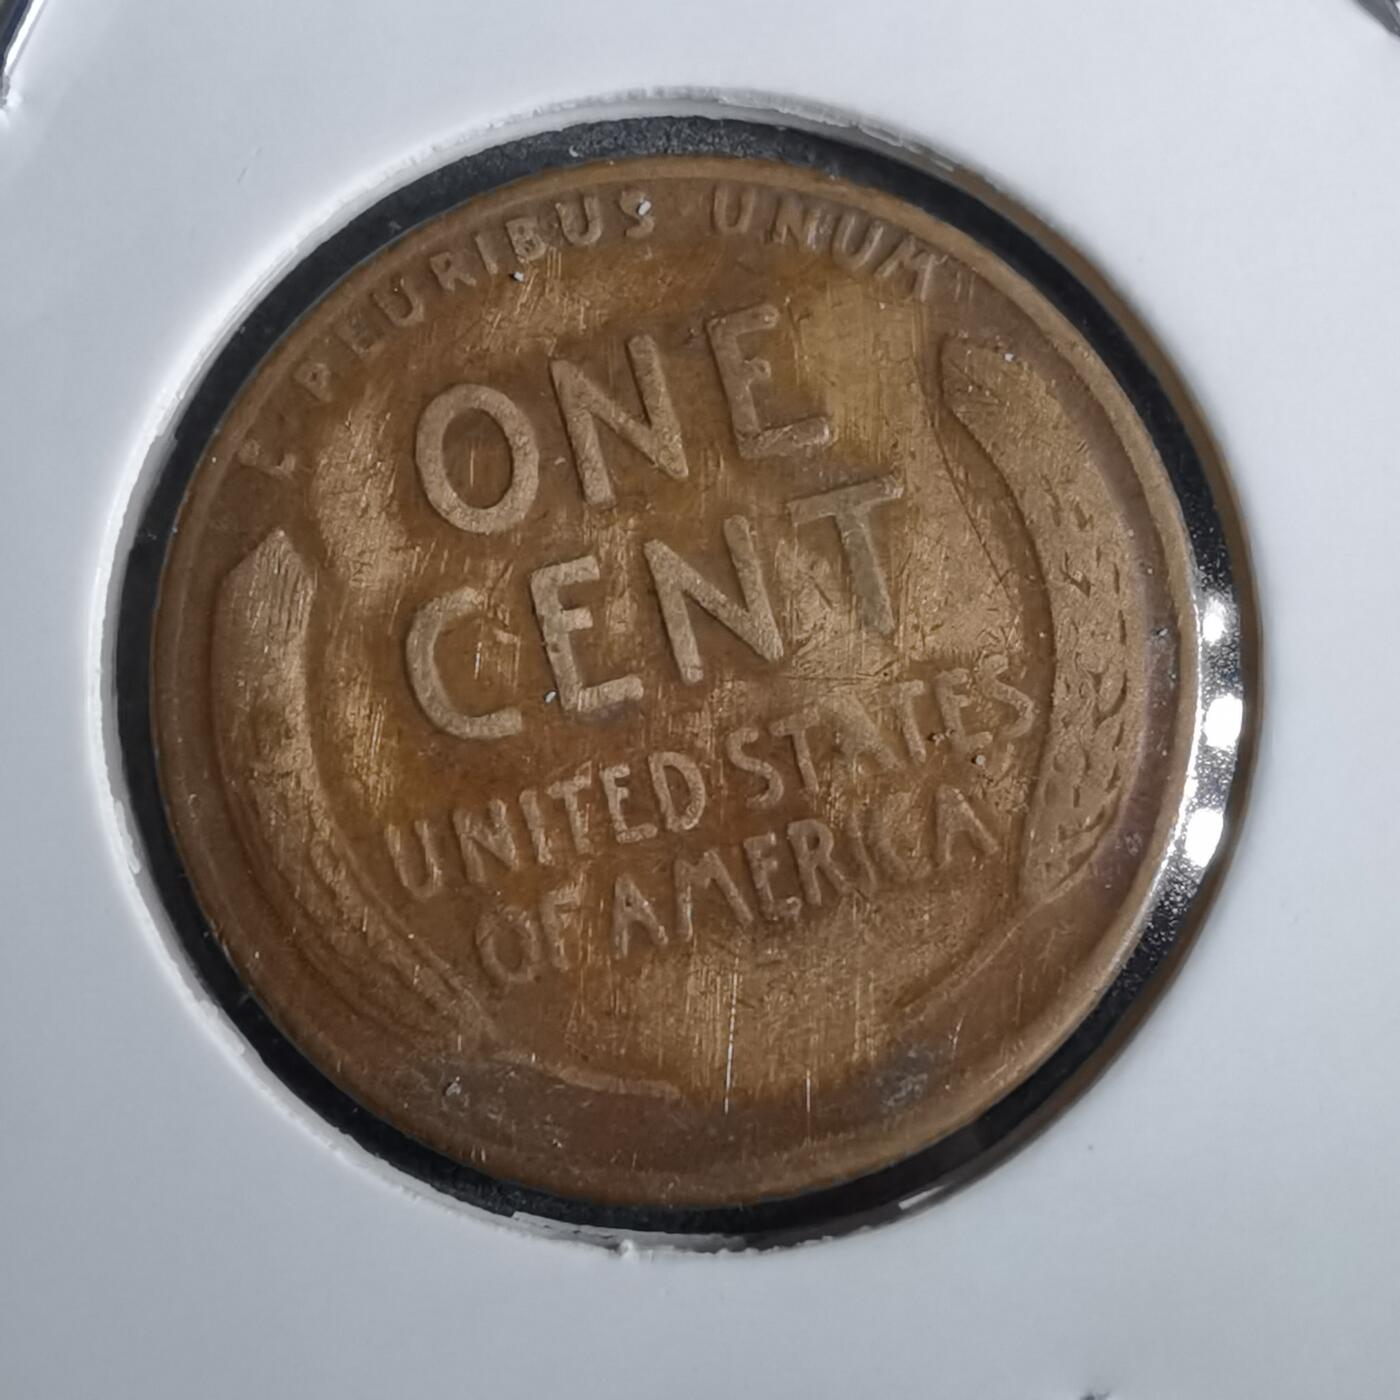 E PLURIBUS UNUM
ONE
CENT
UNITED STATES
OF AMERICA